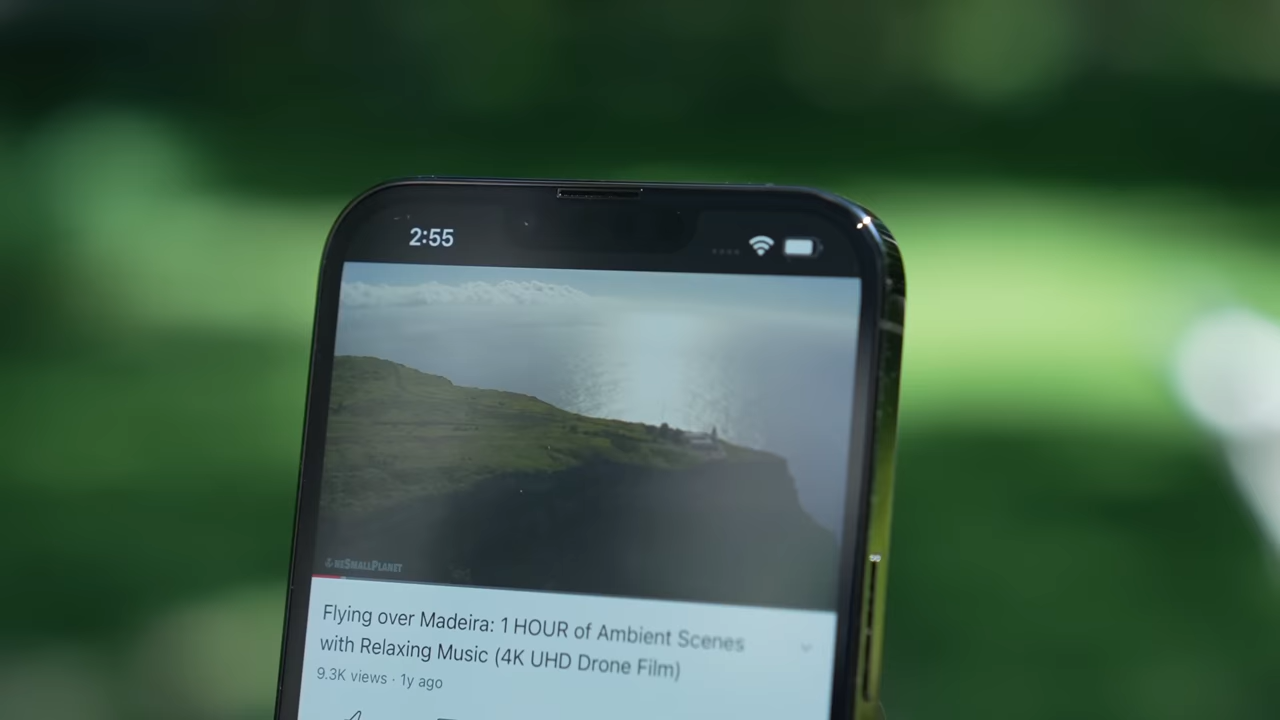 2:55
ONESMALLPLANET
Flying over Madeira: 1 HOUR of Ambient Scenes
with Relaxing Music (4K UHD Drone Film)
9.3K views · 1y ago